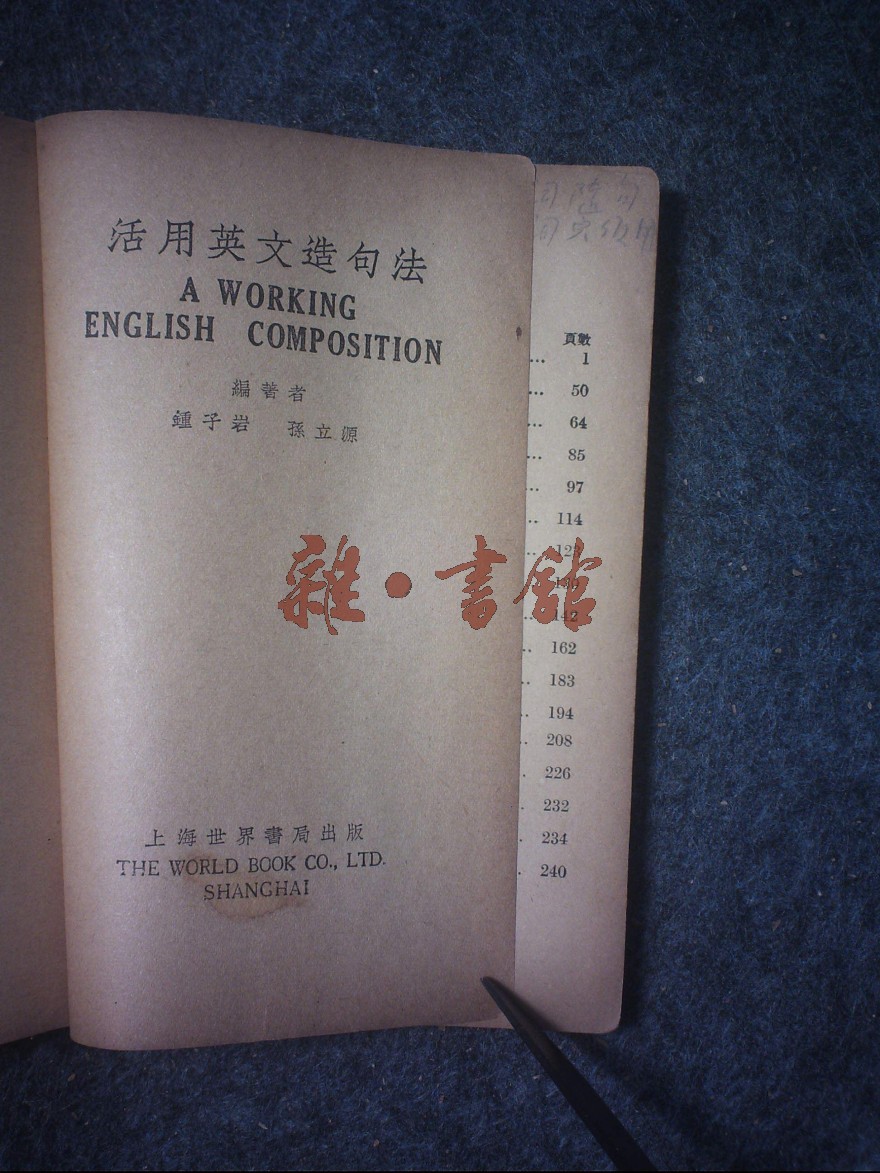 活用英文造句法
A WORKING
ENGLISH COMPOSITION
編著者
鍾子岩 孫立源
上海世界書局出版
THE WORLD BOOK CO., LTD.
SHANGHAI
雜·書館
頁數
... 1
... 50
... 64
... 85
... 97
.. 114
.. 142
.. 162
.. 183
.. 194
.. 208
. 226
. 232
. 234
. 240